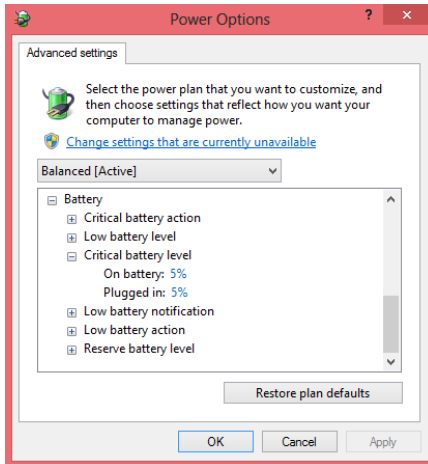 Power Options
?
×
Advanced settings
Select the power plan that you want to customize, and
then choose settings that reflect how you want your
computer to manage power.
Change settings that are currently unavailable
Balanced [Active]
Battery
Critical battery action
Low battery level
Critical battery level
On battery: 5%
Plugged in: 5%
Low battery notification
Low battery action
Reserve battery level
Restore plan defaults
OK
Cancel
Apply